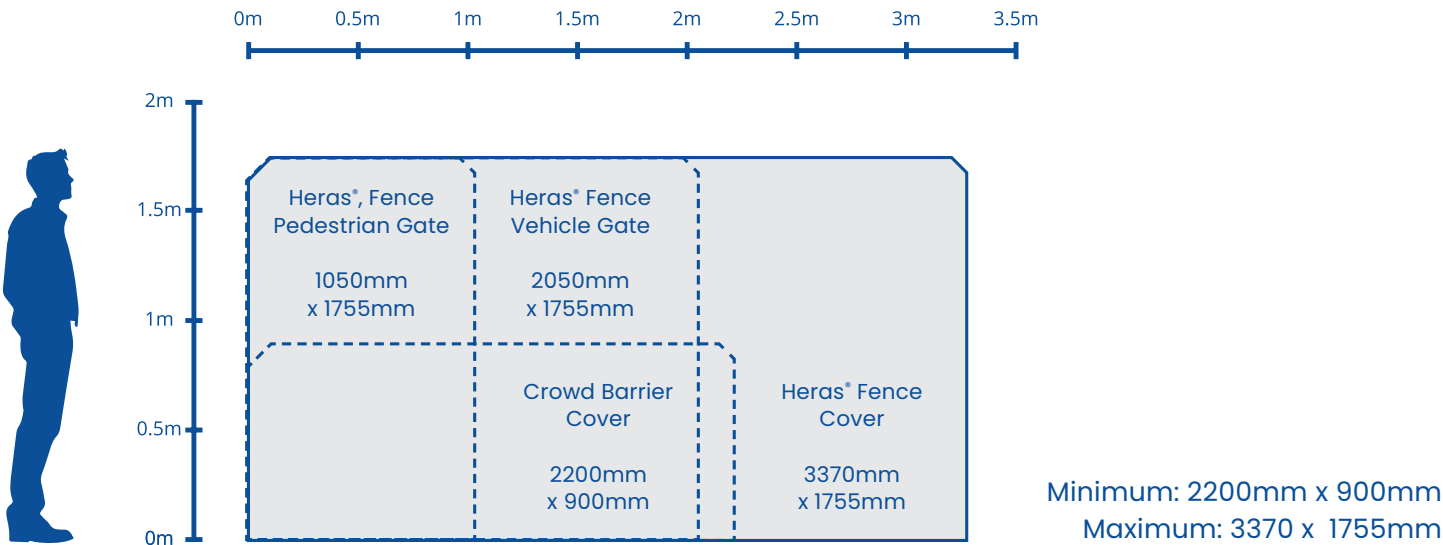 0m 0.5m 1m 1.5m 2m 2.5m 3m 3.5m
2m
1.5m
1m
0.5m
0m
Heras®, Fence
Pedestrian Gate
1050mm
x 1755mm
Heras® Fence
Vehicle Gate
2050mm
x 1755mm
Crowd Barrier
Cover
2200mm
x 900mm
Heras® Fence
Cover
3370mm
x 1755mm
Minimum: 2200mm x 900mm
Maximum: 3370 x 1755mm